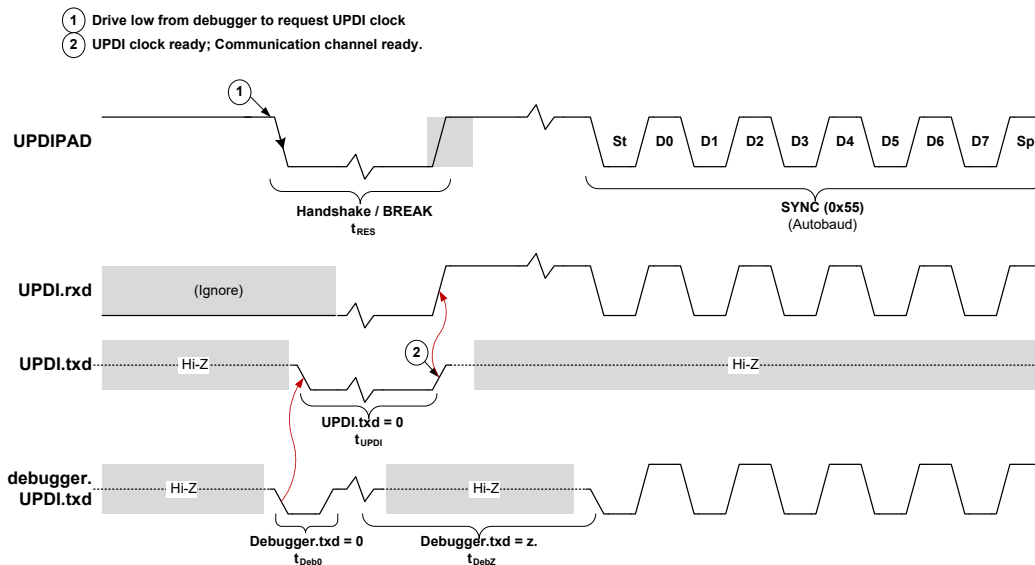 1 Drive low from debugger to request UPDI clock
2 UPDI clock ready; Communication channel ready.
1
UPDIPAD
St D0 D1 D2 D3 D4 D5 D6 D7 Sp
Handshake / BREAK
tRES
SYNC (0x55)
(Autobaud)
UPDI.rxd
(Ignore)
2
UPDI.txd
Hi-Z Hi-Z
UPDI.txd = 0
tUPDI
debugger.
UPDI.txd
Hi-Z Hi-Z
Debugger.txd = 0 Debugger.txd = z.
tDeb0 tDebZ